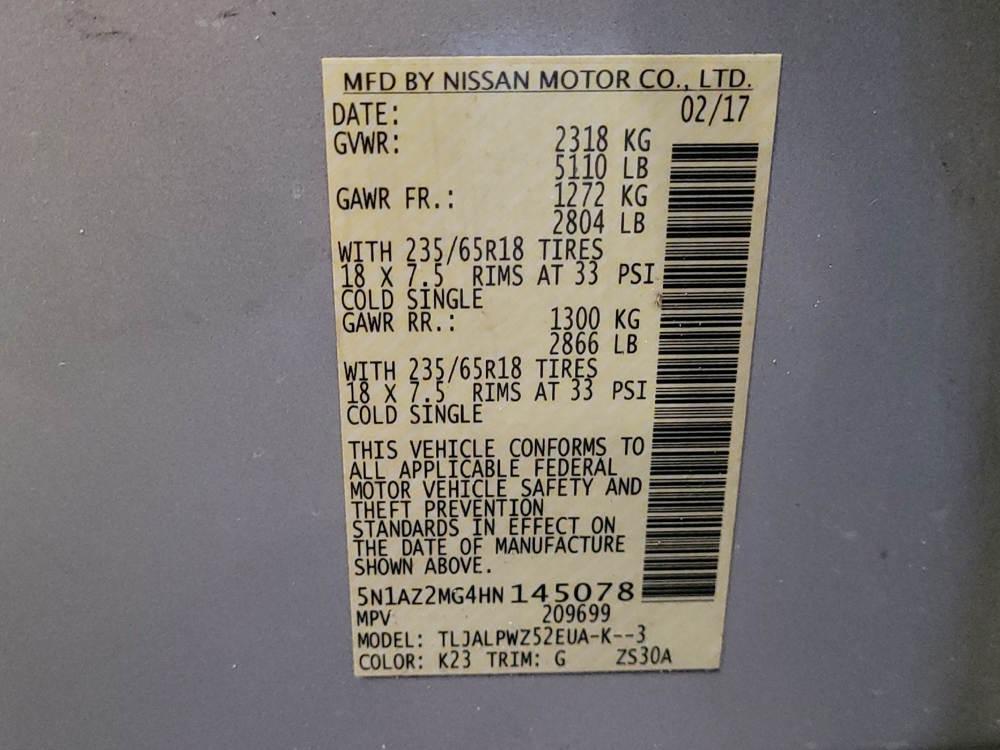 MFD BY NISSAN MOTOR CO., LTD.
DATE: 02/17
GVWR: 2318 KG
5110 LB
GAWR FR.: 1272 KG
2804 LB
WITH 235/65R18 TIRES
18 X 7.5 RIMS AT 33 PSI
COLD SINGLE
GAWR RR.: 1300 KG
2866 LB
WITH 235/65R18 TIRES
18 X 7.5 RIMS AT 33 PSI
COLD SINGLE
THIS VEHICLE CONFORMS TO
ALL APPLICABLE FEDERAL
MOTOR VEHICLE SAFETY AND
THEFT PREVENTION
STANDARDS IN EFFECT ON
THE DATE OF MANUFACTURE
SHOWN ABOVE.
5N1AZ2MG4HN 145078
MPV 209699
MODEL: TLJALPWZ52EUA-K--3
COLOR: K23 TRIM: G ZS30A